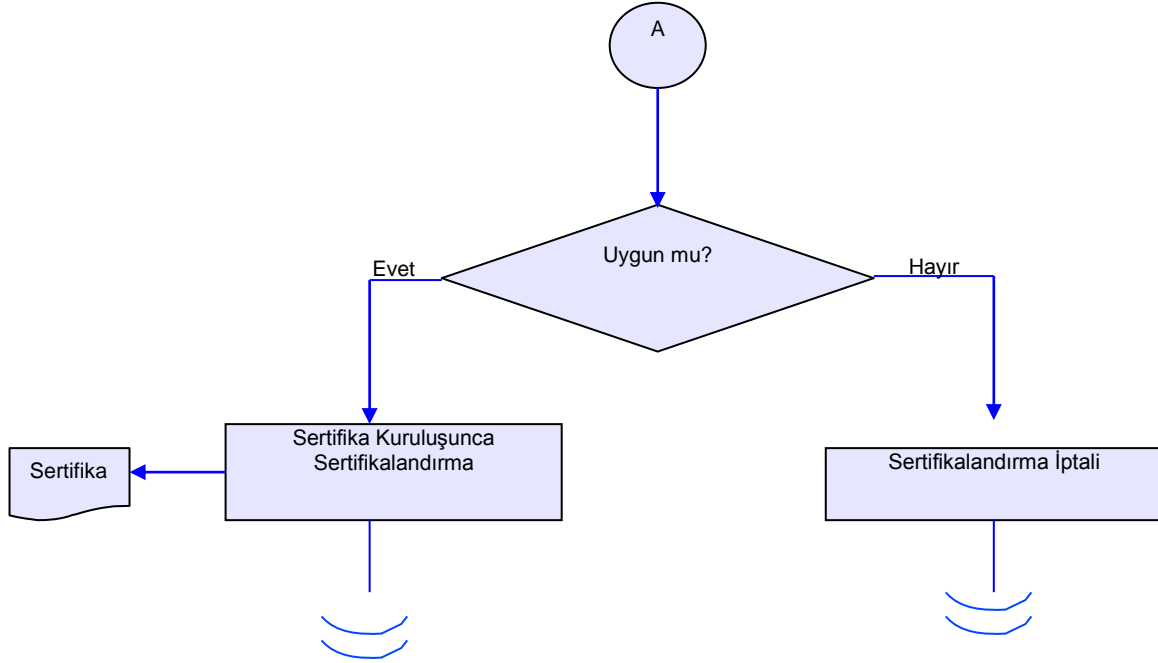 A
Uygun mu?
Evet
Hayır
Sertifika Kuruluşunca
Sertifikalandırma
Sertifika
Sertifikalandırma İptali